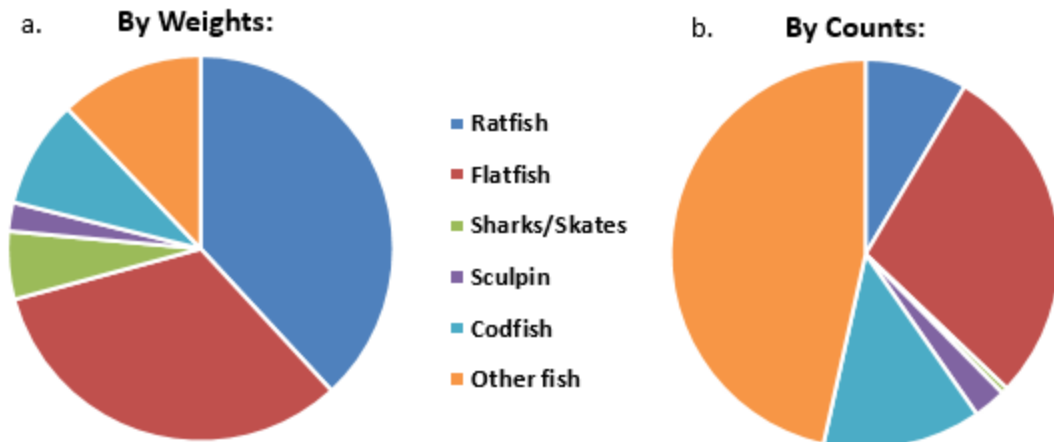 a.
By Weights:
b.
By Counts:
Ratfish
Flatfish
Sharks/Skates
Sculpin
Codfish
Other fish